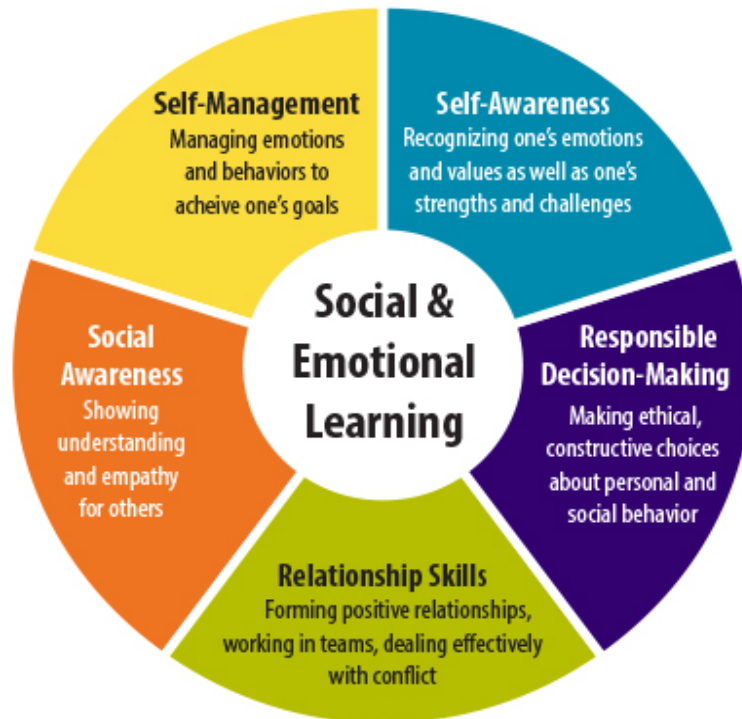 Self-Management
Managing emotions
and behaviors to
acheive one's goals
Self-Awareness
Recognizing one's emotions
and values as well as one's
strengths and challenges
Social &
Emotional
Learning
Social
Awareness
Showing
understanding
and empathy
for others
Responsible
Decision-Making
Making ethical,
constructive choices
about personal and
social behavior
Relationship Skills
Forming positive relationships,
working in teams, dealing effectively
with conflict